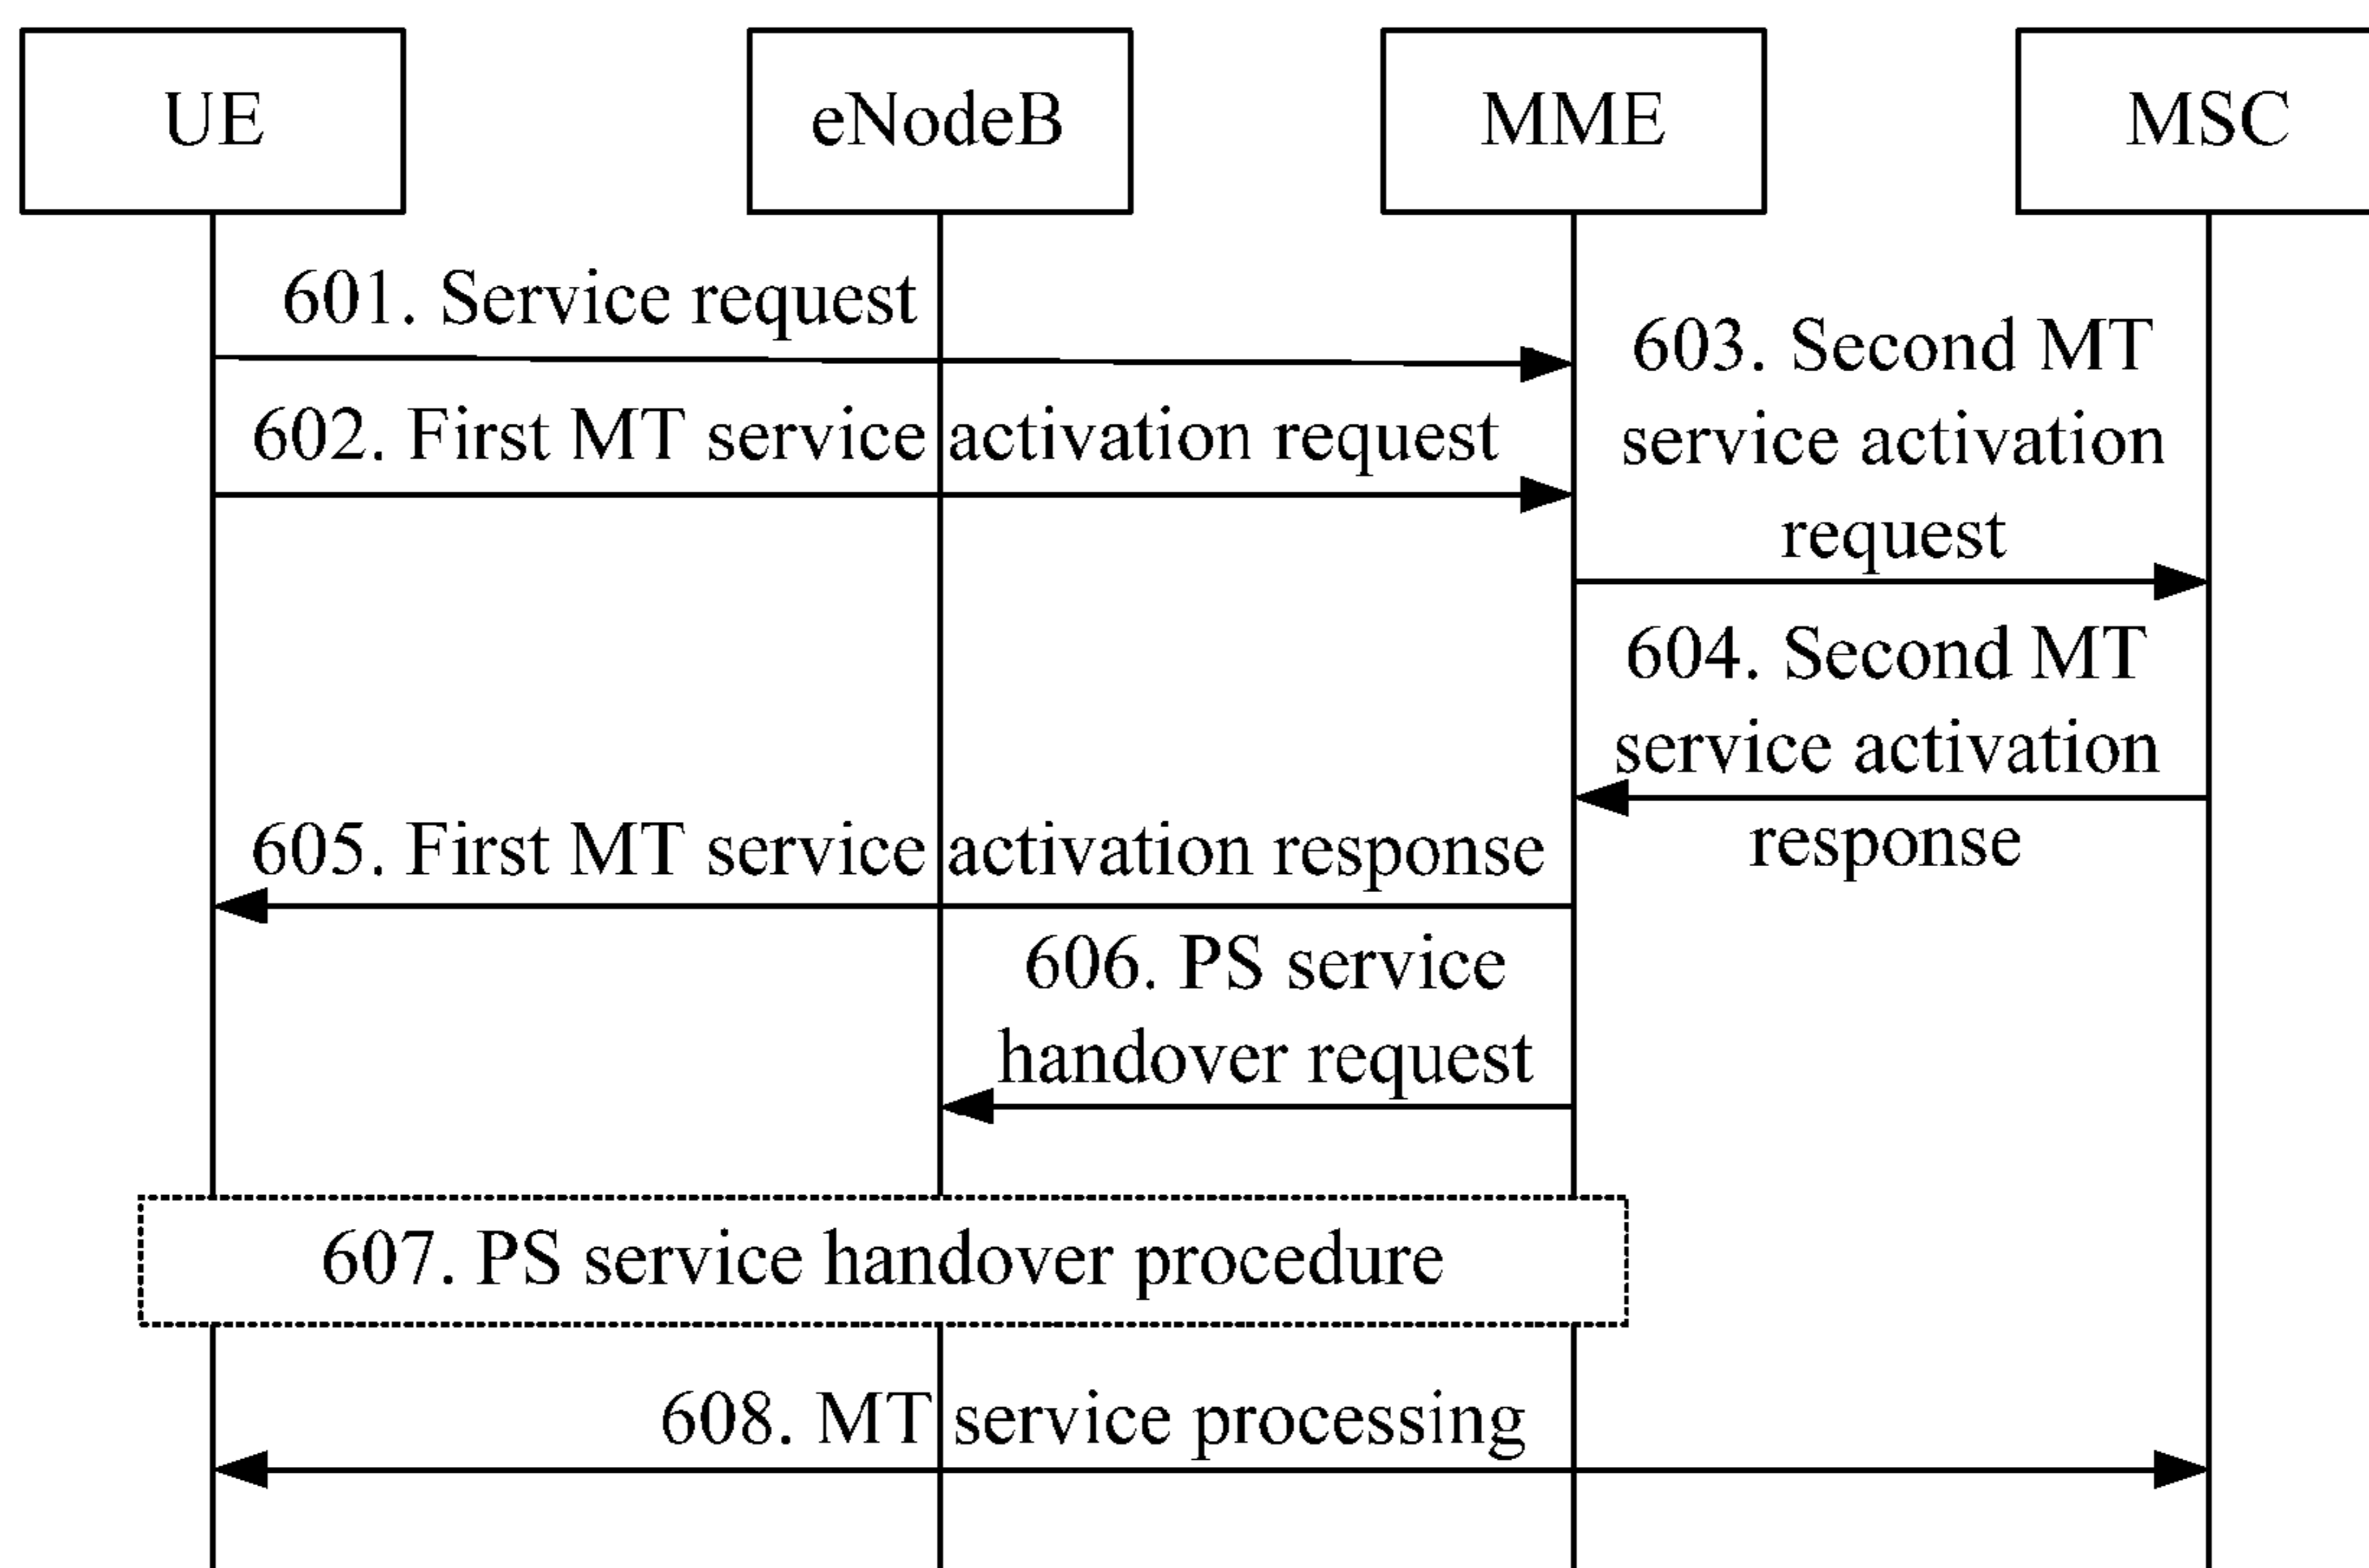 UE
eNodeB
MME
MSC
601. Service request
602. First MT service activation request
603. Second MT
service activation
request
604. Second MT
service activation
response
605. First MT service activation response
606. PS service
handover request
607. PS service handover procedure
608. MT service processing